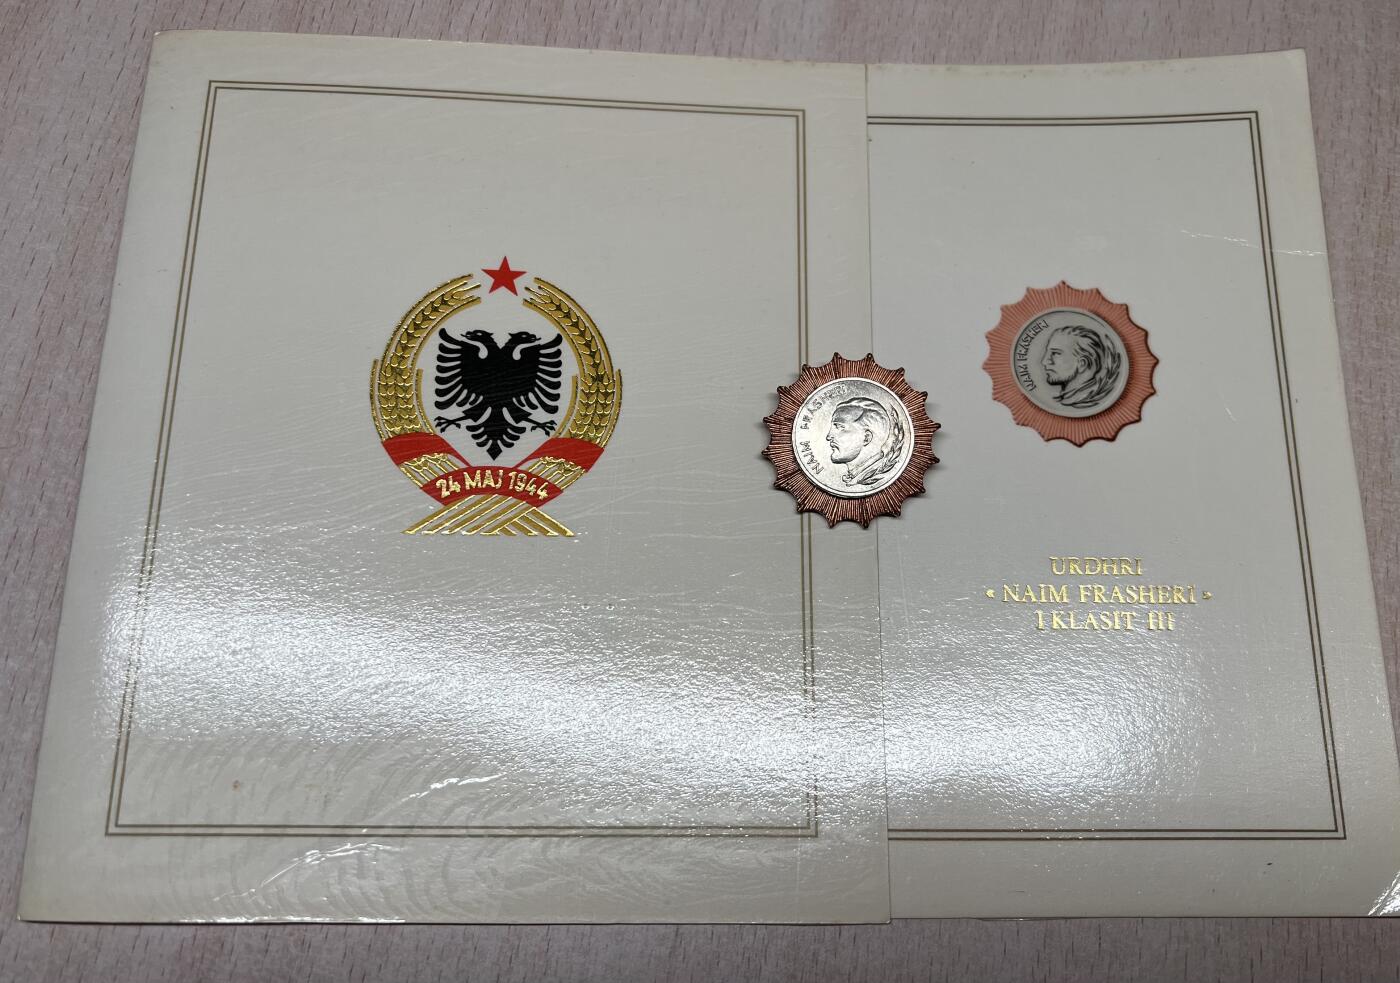 24 MAJ 1944
NAIM FRASHERI
NAIM FRASHERI
URDHRI
« NAIM FRASHERI »
I KLASIT III